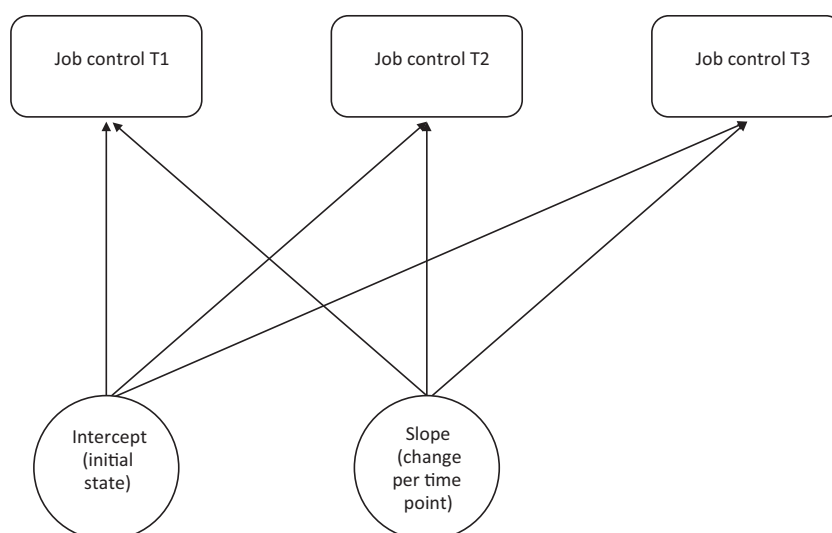 Job control T1
Job control T2
Job control T3
Intercept
(initial
state)
Slope
(change
per time
point)